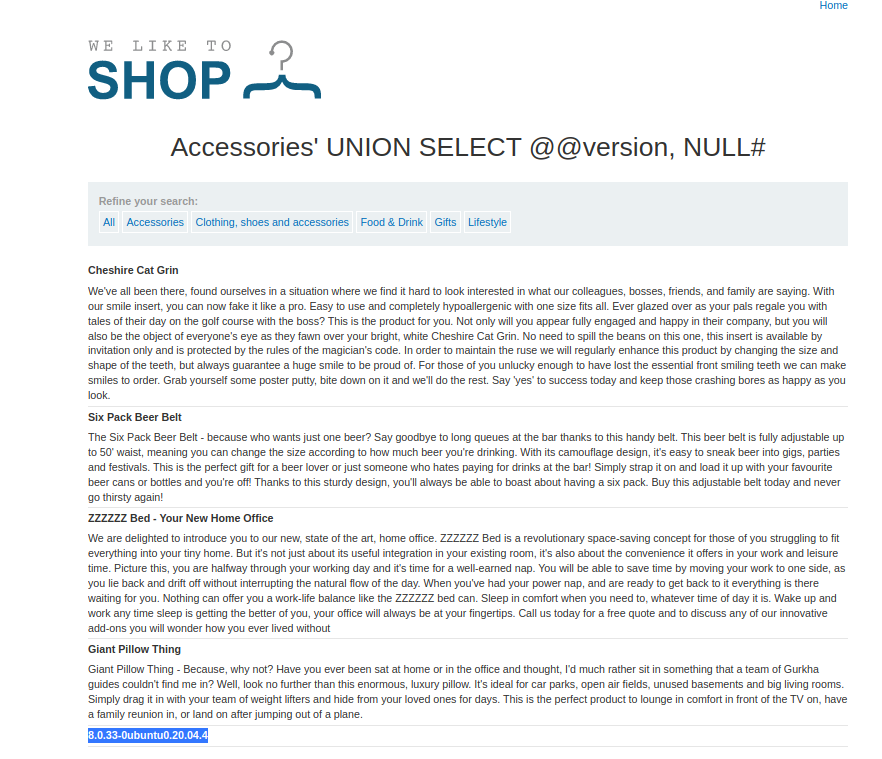 Home
WE LIKE TO
SHOP
Accessories' UNION SELECT @@version, NULL#
Refine your search:
All Accessories Clothing, shoes and accessories Food & Drink Gifts Lifestyle
Cheshire Cat Grin
We've all been there, found ourselves in a situation where we find it hard to look interested in what our colleagues, bosses, friends, and family are saying. With
our smile insert, you can now fake it like a pro. Easy to use and completely hypoallergenic with one size fits all. Ever glazed over as your pals regale you with
tales of their day on the golf course with the boss? This is the product for you. Not only will you appear fully engaged and happy in their company, but you will
also be the object of everyone's eye as they fawn over your bright, white Cheshire Cat Grin. No need to spill the beans on this one, this insert is available by
invitation only and is protected by the rules of the magician's code. In order to maintain the ruse we will regularly enhance this product by changing the size and
shape of the teeth, but always guarantee a huge smile to be proud of. For those of you unlucky enough to have lost the essential front smiling teeth we can make
smiles to order. Grab yourself some poster putty, bite down on it and we'll do the rest. Say 'yes' to success today and keep those crashing bores as happy as you
look.
Six Pack Beer Belt
The Six Pack Beer Belt - because who wants just one beer? Say goodbye to long queues at the bar thanks to this handy belt. This beer belt is fully adjustable up
to 50' waist, meaning you can change the size according to how much beer you're drinking. With its camouflage design, it's easy to sneak beer into gigs, parties
and festivals. This is the perfect gift for a beer lover or just someone who hates paying for drinks at the bar! Simply strap it on and load it up with your favourite
beer cans or bottles and you're off! Thanks to this sturdy design, you'll always be able to boast about having a six pack. Buy this adjustable belt today and never
go thirsty again!
ZZZZZZ Bed - Your New Home Office
We are delighted to introduce you to our new, state of the art, home office. ZZZZZZ Bed is a revolutionary space-saving concept for those of you struggling to fit
everything into your tiny home. But it's not just about its useful integration in your existing room, it's also about the convenience it offers in your work and leisure
time. Picture this, you are halfway through your working day and it's time for a well-earned nap. You will be able to save time by moving your work to one side, as
you lie back and drift off without interrupting the natural flow of the day. When you've had your power nap, and are ready to get back to it everything is there
waiting for you. Nothing can offer you a work-life balance like the ZZZZZZ bed can. Sleep in comfort when you need to, whatever time of day it is. Wake up and
work any time sleep is getting the better of you, your office will always be at your fingertips. Call us today for a free quote and to discuss any of our innovative
add-ons you will wonder how you ever lived without
Giant Pillow Thing
Giant Pillow Thing - Because, why not? Have you ever been sat at home or in the office and thought, I'd much rather sit in something that a team of Gurkha
guides couldn't find me in? Well, look no further than this enormous, luxury pillow. It's ideal for car parks, open air fields, unused basements and big living rooms.
Simply drag it in with your team of weight lifters and hide from your loved ones for days. This is the perfect product to lounge in comfort in front of the TV on, have
a family reunion in, or land on after jumping out of a plane.
8.0.33-0ubuntu0.20.04.4